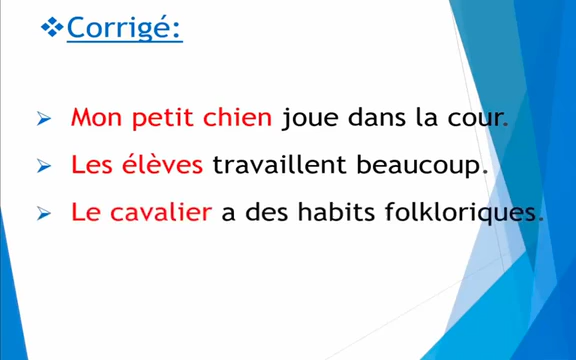 Corrigé:
Mon petit chien joue dans la cour.
Les élèves travaillent beaucoup.
Le cavalier a des habits folkloriques.